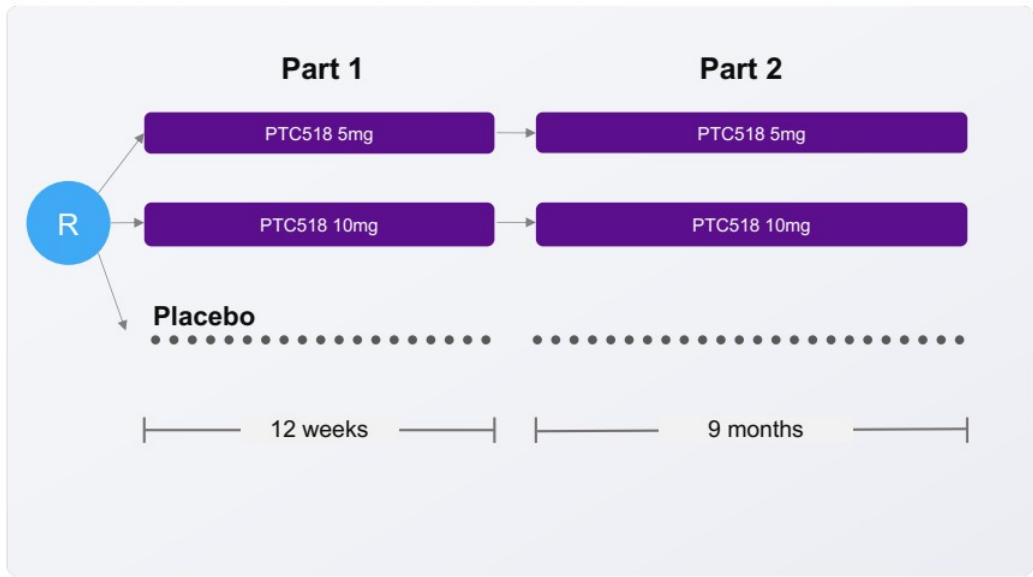 Part 1 Part 2
PTC518 5mg PTC518 5mg
R
PTC518 10mg PTC518 10mg
Placebo
12 weeks 9 months